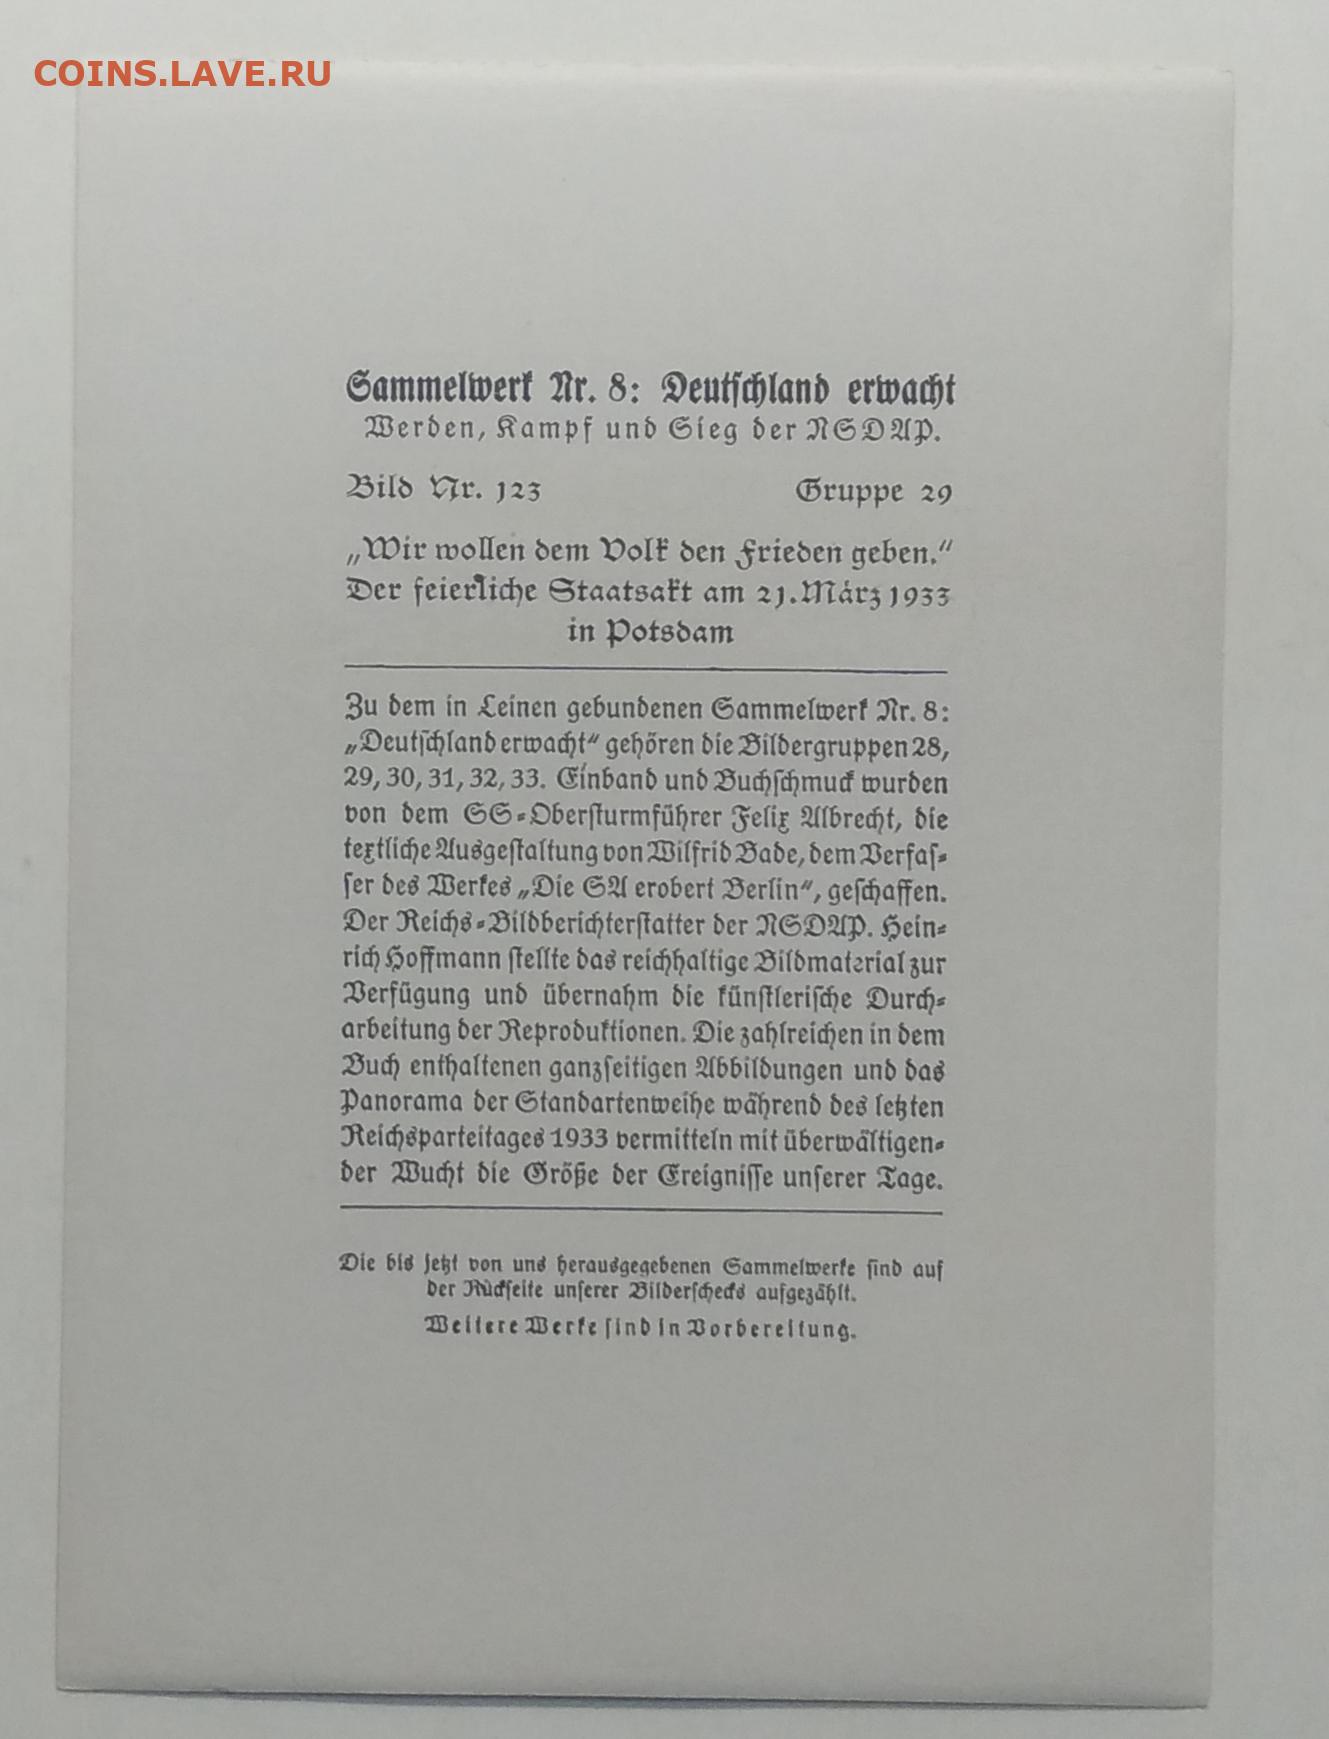 COINS.LAVE.RU
Sammelwerk Nr. 8: Deutschland erwacht
Werden, Kampf und Sieg der NSDAP.
Bild Nr. 123 Gruppe 29
„Wir wollen dem Volk den Frieden geben.“
Der feierliche Staatsakt am 21. März 1933
in Potsdam
Zu dem in Leinen gebundenen Sammelwerk Nr. 8:
„Deutschland erwacht“ gehören die Bildergruppen 28,
29, 30, 31, 32, 33. Einband und Buchschmuck wurden
von dem SS-Obersturmführer Felix Albrecht, die
textliche Ausgestaltung von Wilfrid Bade, dem Verfas-
ser des Werkes „Die SA erobert Berlin“, geschaffen.
Der Reichs-Bildberichterstatter der NSDAP. Hein-
rich Hoffmann stellte das reichhaltige Bildmaterial zur
Verfügung und übernahm die künstlerische Durch-
arbeitung der Reproduktionen. Die zahlreichen in dem
Buch enthaltenen ganzseitigen Abbildungen und das
Panorama der Standartenweihe während des letzten
Reichsparteitages 1933 vermitteln mit überwältigen-
der Wucht die Größe der Ereignisse unserer Tage.
Die bis jetzt von uns herausgegebenen Sammelwerke sind auf
der Rückseite unserer Bilderschecks aufgezählt.
Weitere Werke sind in Vorbereitung.